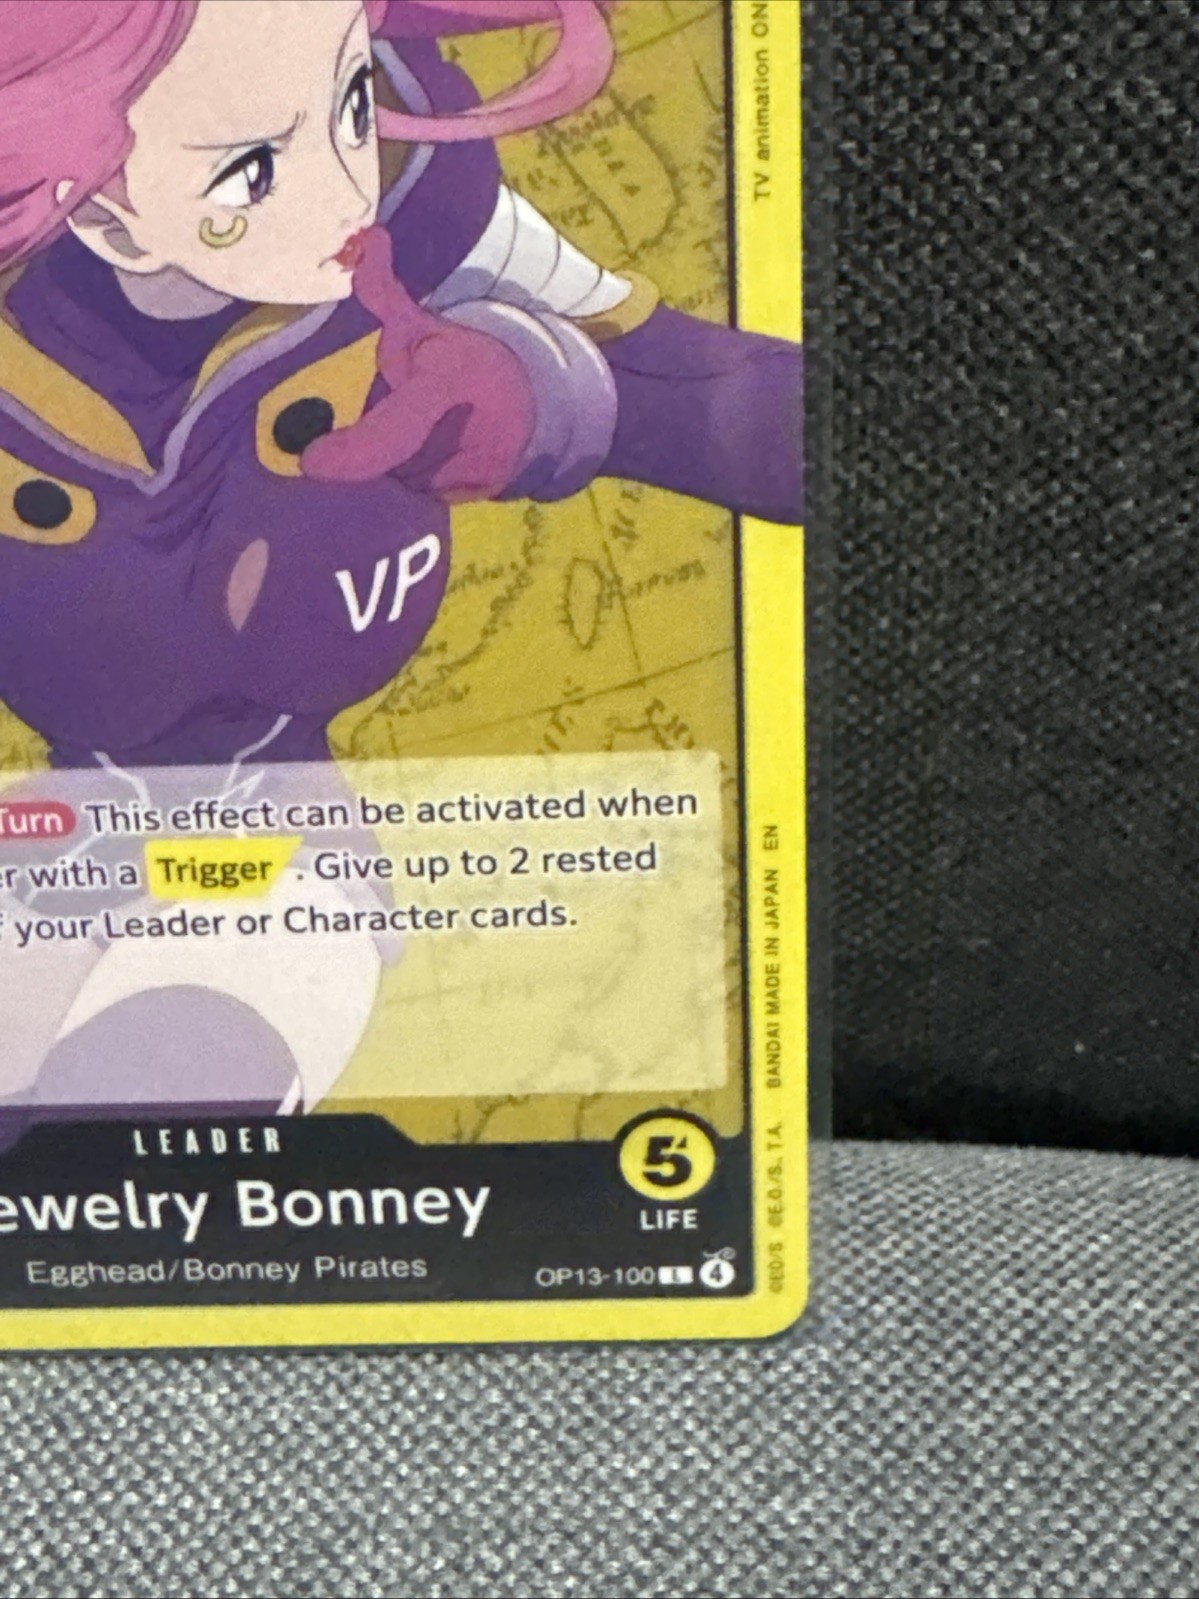 TV animation ON
VP
Turn This effect can be activated when
er with a Trigger . Give up to 2 rested
f your Leader or Character cards.
BANDAI MADE IN JAPAN EN
©E.O./S., T.A.
LEADER
5
ewelry Bonney
LIFE
Egghead/Bonney Pirates
OP13-100 L 4